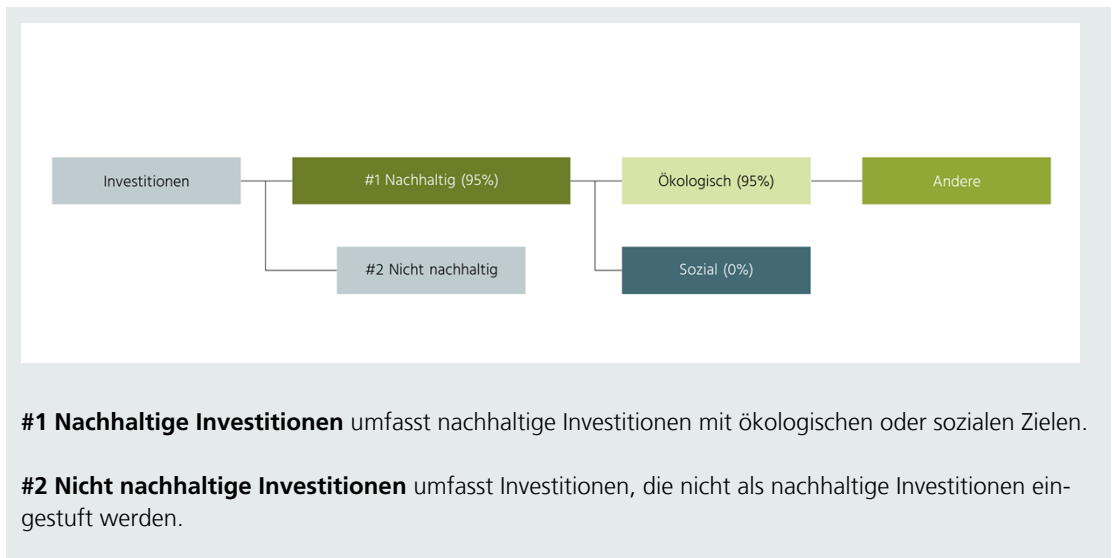 Investitionen
#1 Nachhaltig (95%)
Ökologisch (95%)
Andere
#2 Nicht nachhaltig
Sozial (0%)
#1 Nachhaltige Investitionen umfasst nachhaltige Investitionen mit ökologischen oder sozialen Zielen.
#2 Nicht nachhaltige Investitionen umfasst Investitionen, die nicht als nachhaltige Investitionen ein-
gestuft werden.